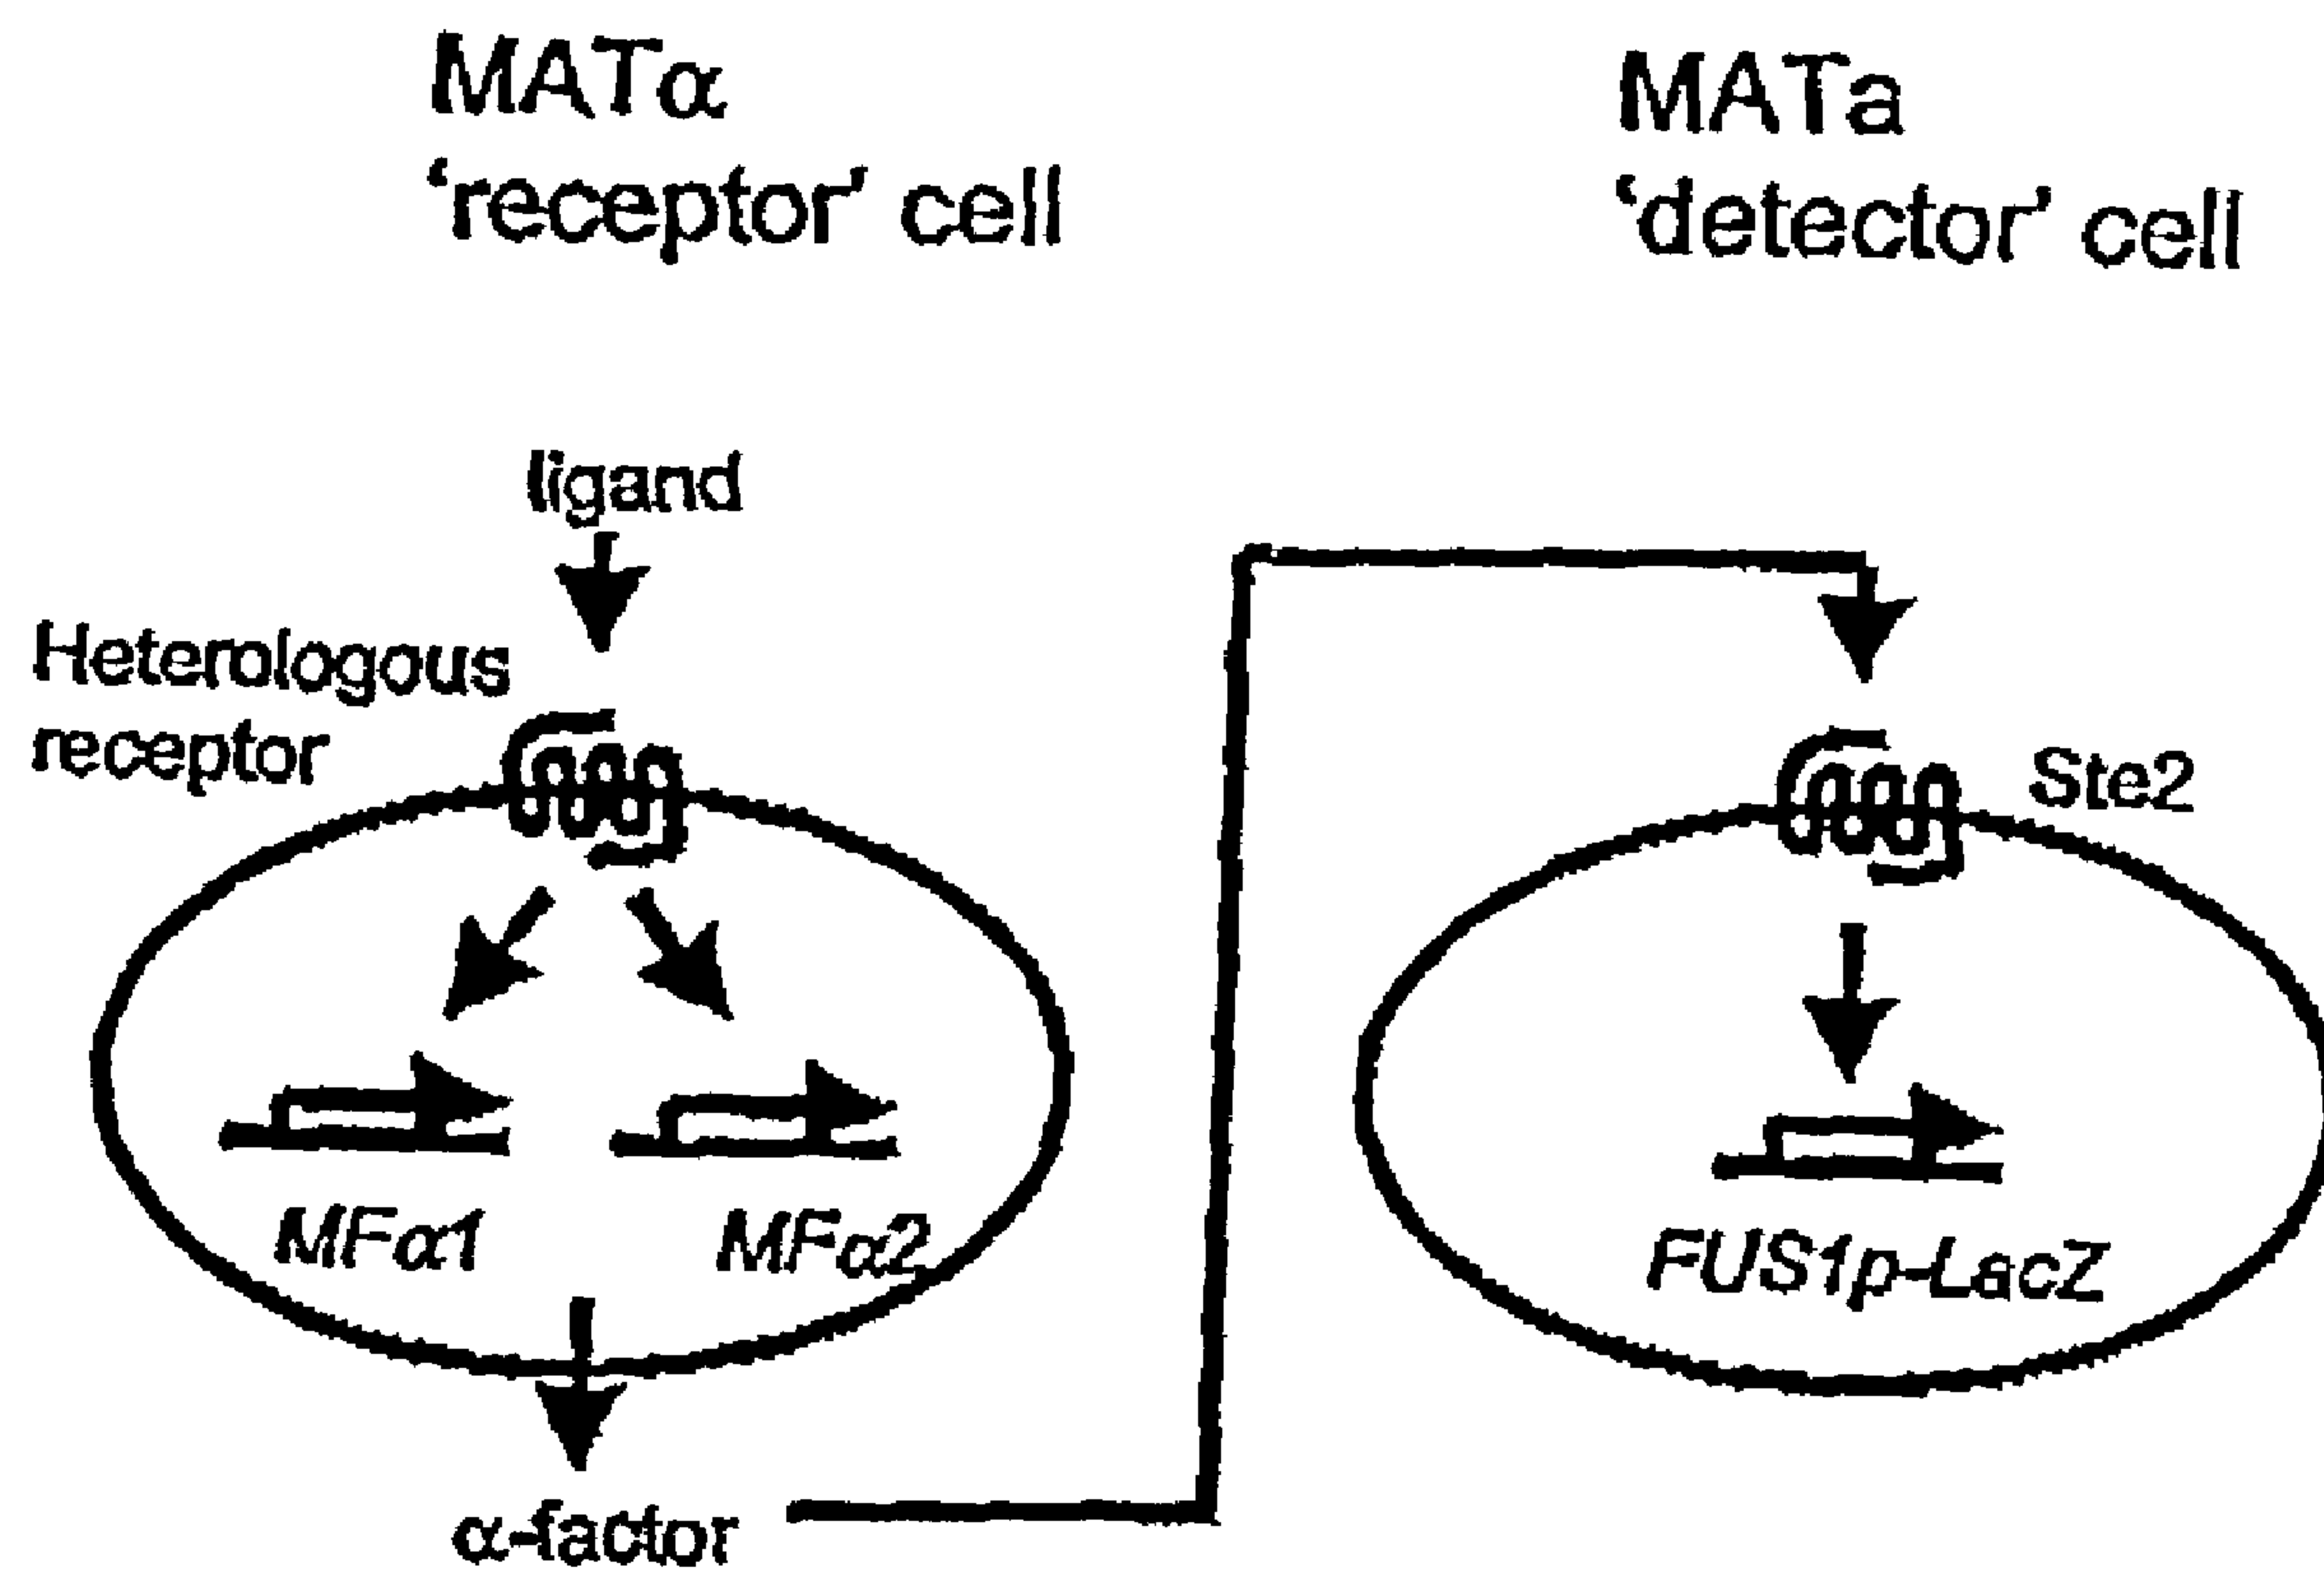 MATα
'receptor' cell
MATa
'detector' cell
ligand
Heterologous
receptor
Ste2
MFα1
MFα2
FUS1p-LacZ
α-factor